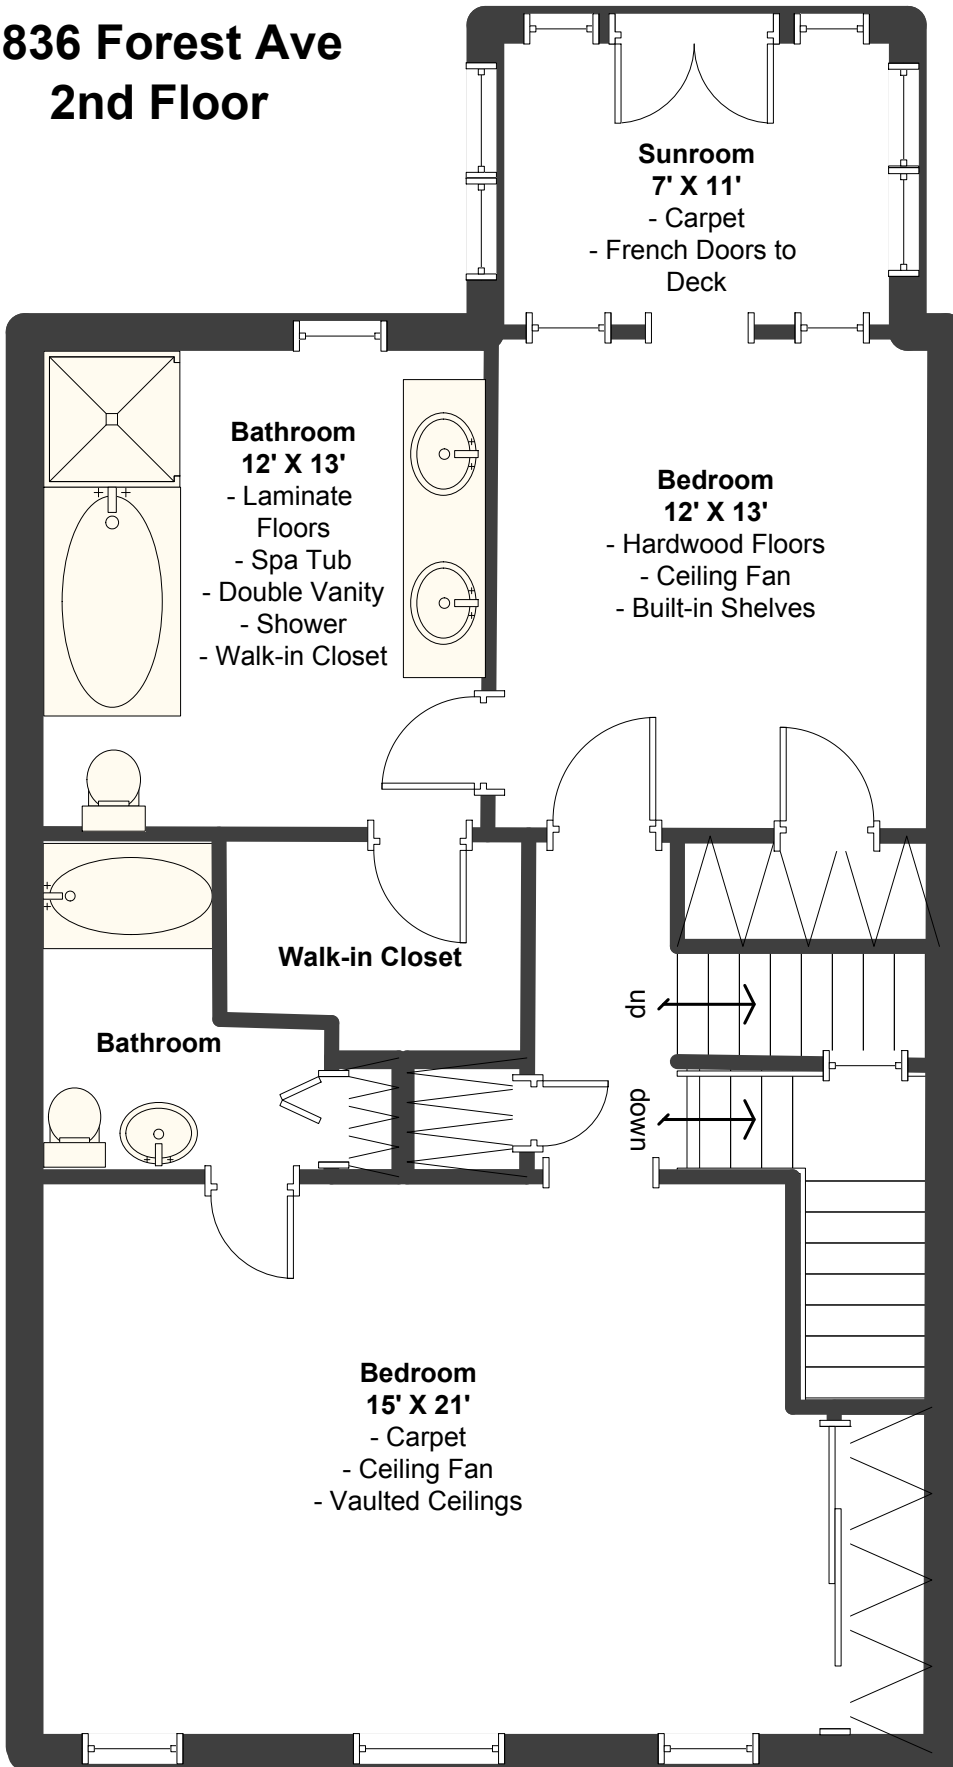 836 Forest Ave
2nd Floor
Sunroom
7' X 11'
- Carpet
- French Doors to
Deck
Bathroom
12' X 13'
- Laminate
Floors
- Spa Tub
- Double Vanity
- Shower
- Walk-in Closet
Bedroom
12' X 13'
- Hardwood Floors
- Ceiling Fan
- Built-in Shelves
Walk-in Closet
up
Bathroom
down
Bedroom
15' X 21'
- Carpet
- Ceiling Fan
- Vaulted Ceilings